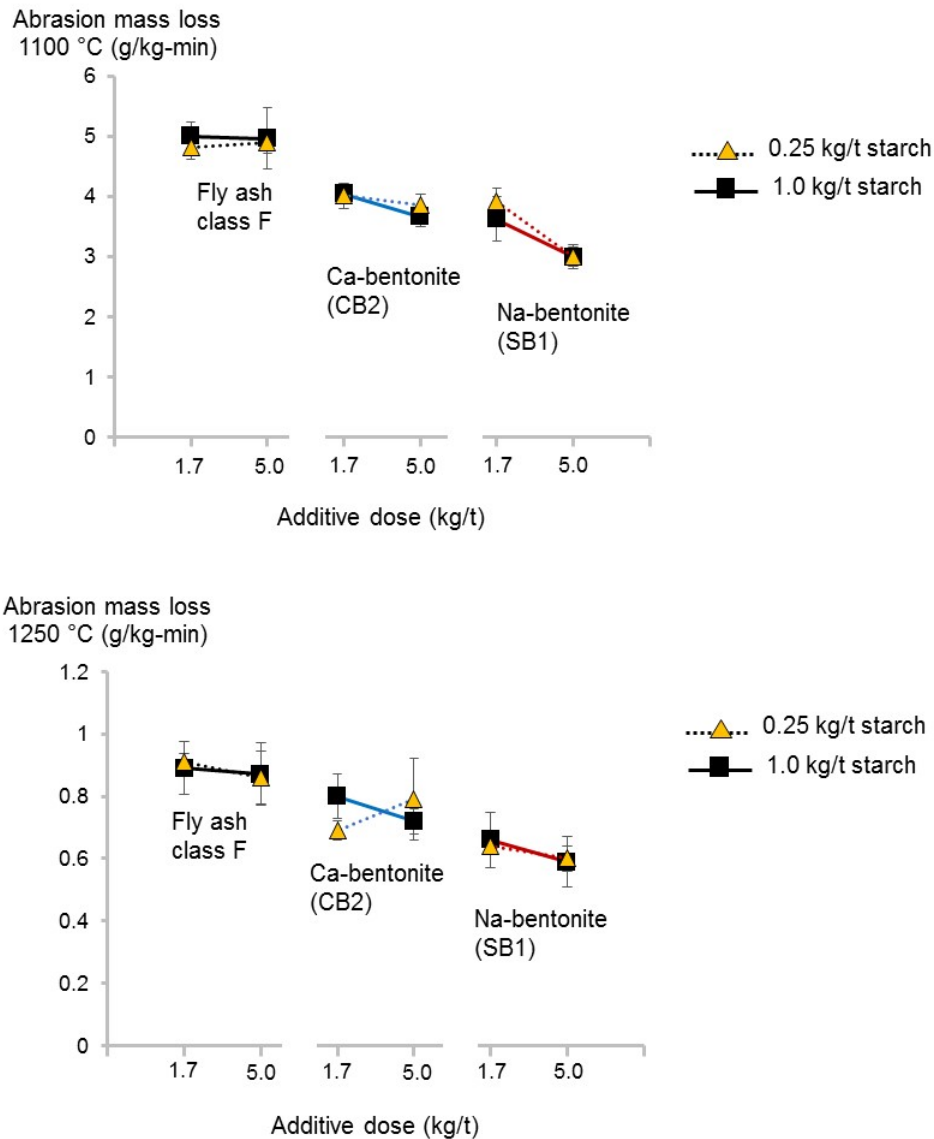 Abrasion mass loss
1100 °C (g/kg-min)
6
5
4
3
2
1
0
Fly ash
class F
Ca-bentonite
(CB2)
Na-bentonite
(SB1)
0.25 kg/t starch
1.0 kg/t starch
1.7 5.0 1.7 5.0 1.7 5.0
Additive dose (kg/t)
Abrasion mass loss
1250 °C (g/kg-min)
1.2
1
0.8
0.6
0.4
0.2
0
Fly ash
class F
Ca-bentonite
(CB2)
Na-bentonite
(SB1)
0.25 kg/t starch
1.0 kg/t starch
1.7 5.0 1.7 5.0 1.7 5.0
Additive dose (kg/t)